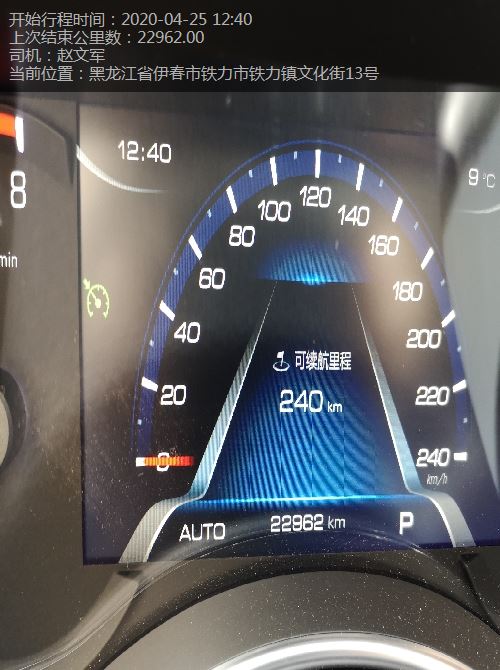 开始行程时间：2020-04-25 12:40
上次结束公里数：22962.00
司机：赵文军
当前位置：黑龙江省伊春市铁力市铁力镇文化街13号
12:40
9 °C
8
min
120
100
140
80
160
60
180
40
200
20
220
0
240
km/h
可续航里程
240 km
AUTO
22962 km
P